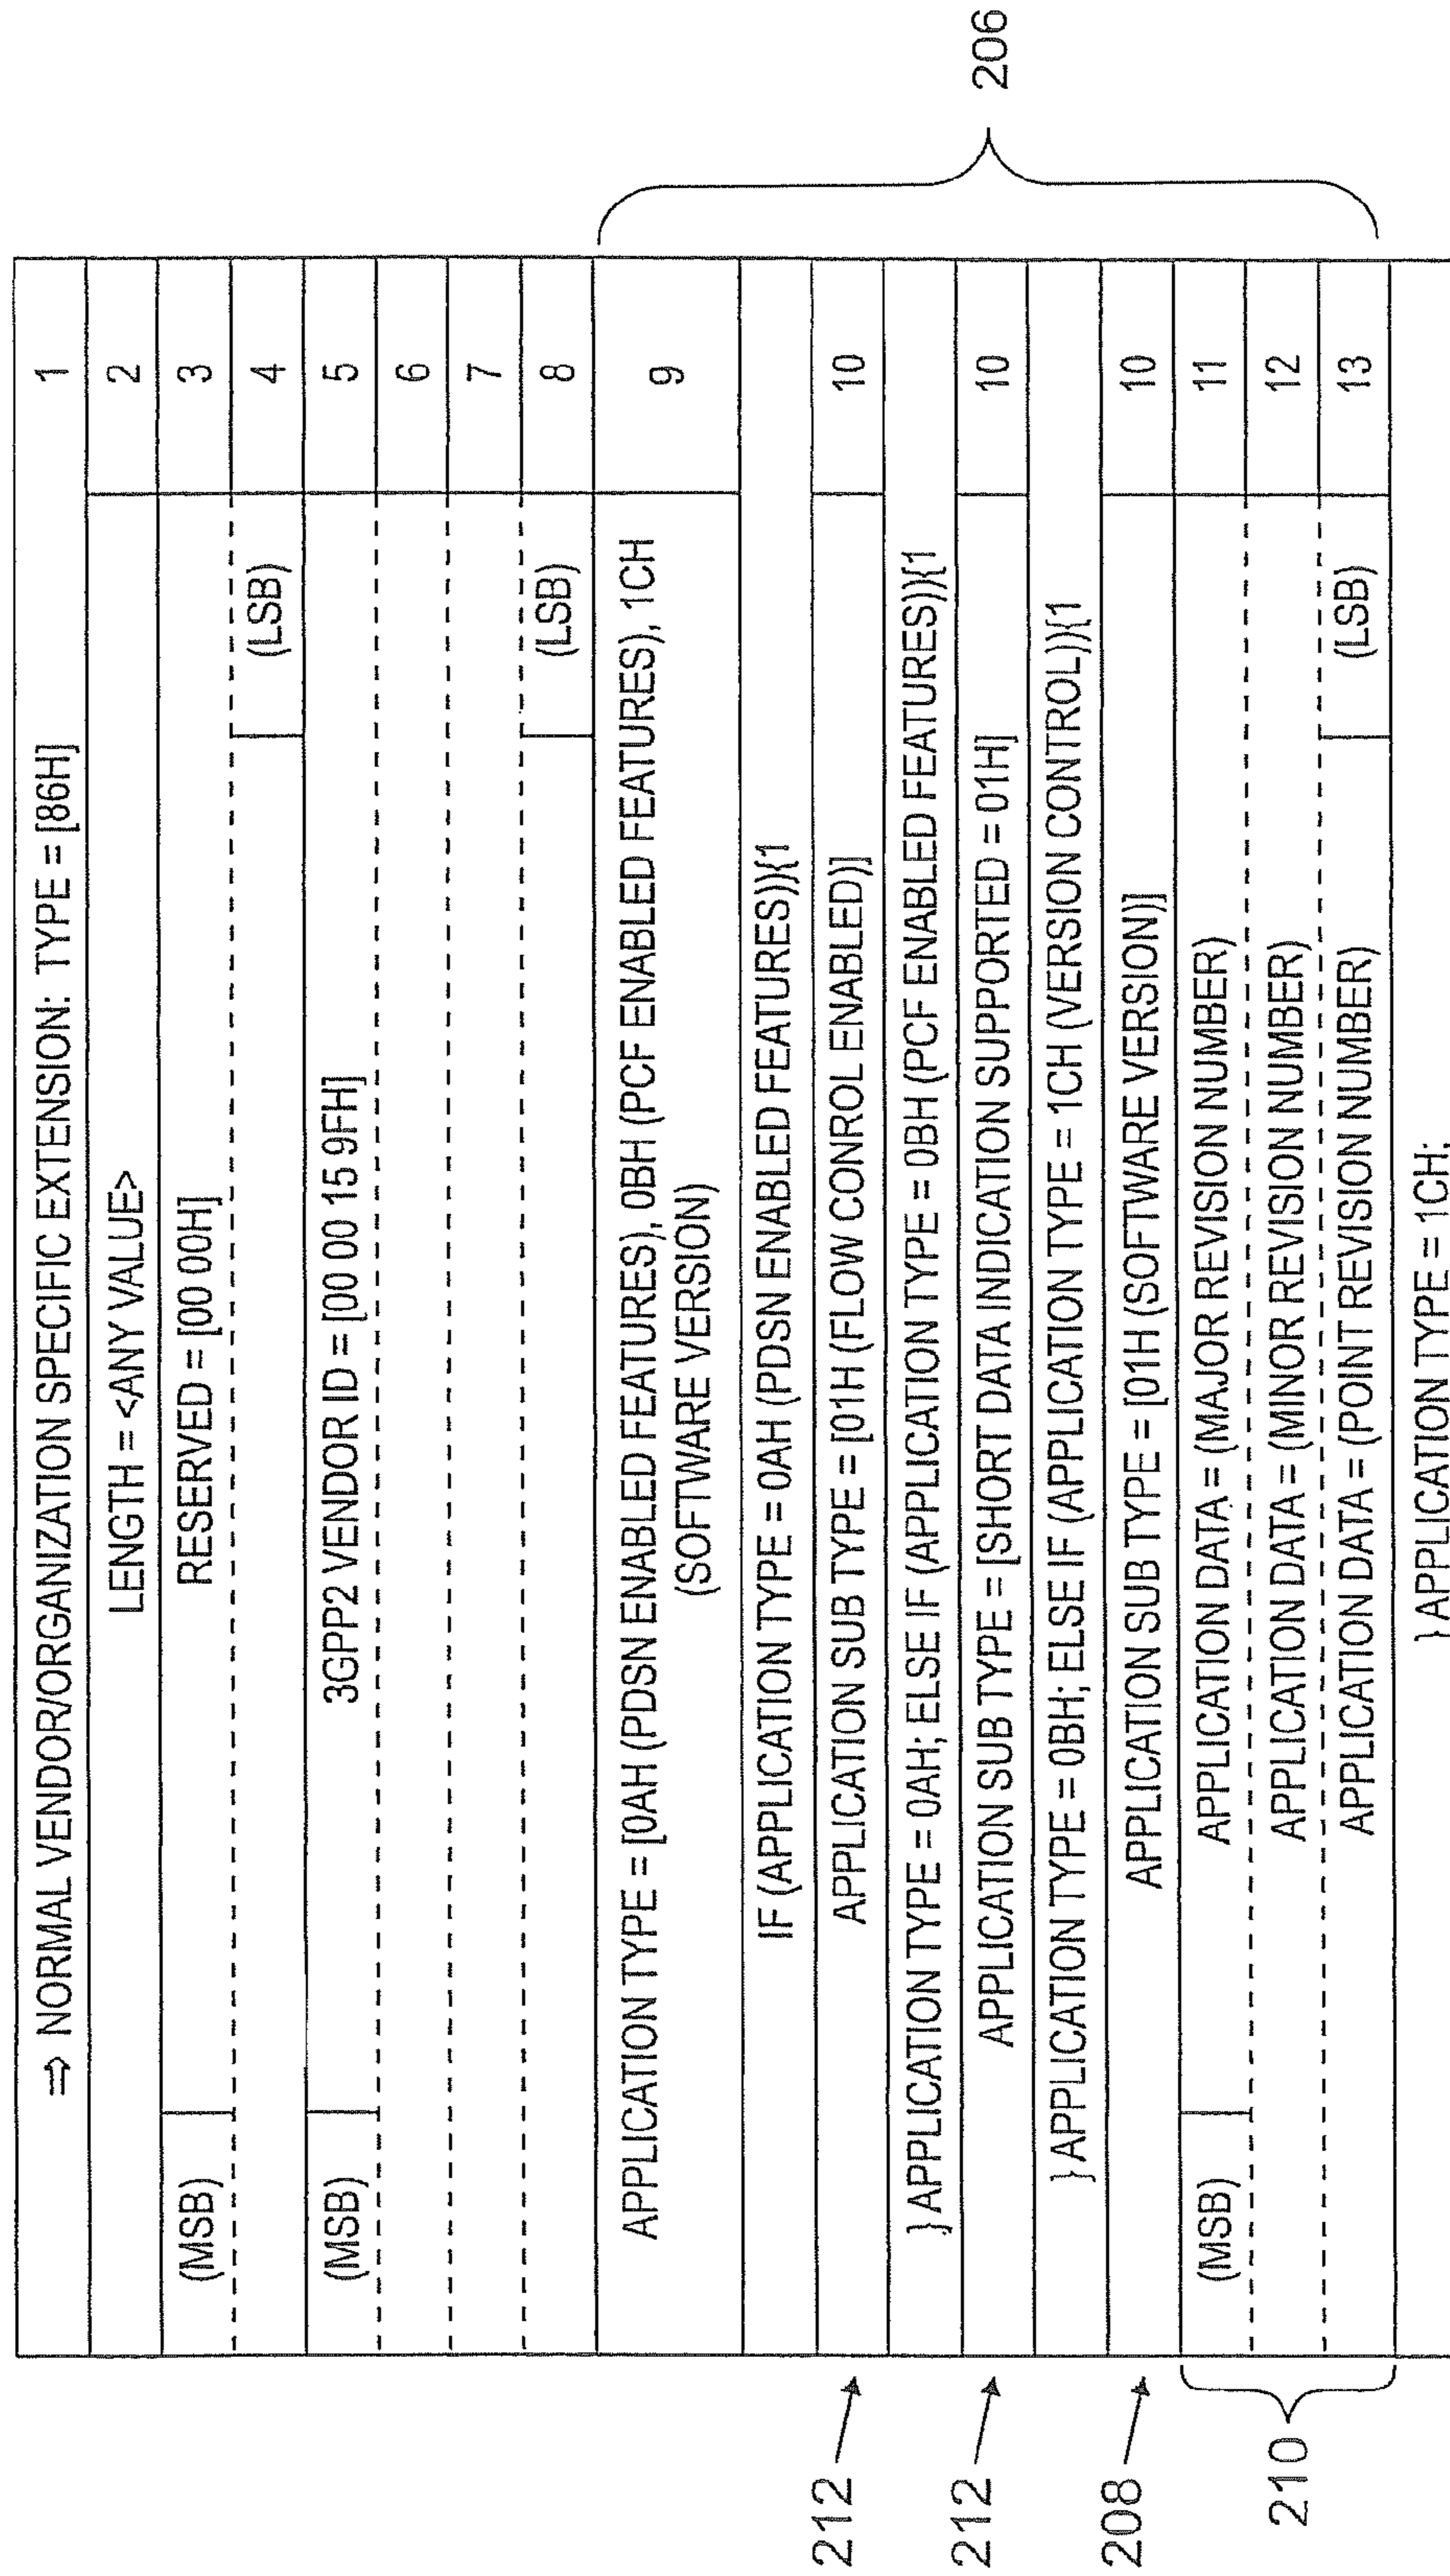 ⇒ NORMAL VENDOR/ORGANIZATION SPECIFIC EXTENSION: TYPE = [86H] 1
LENGTH = <ANY VALUE> 2
(MSB) RESERVED = [00 00H] 3
(LSB) 4
(MSB) 3GPP2 VENDOR ID = [00 00 15 9FH] 5
6
7
(LSB) 8
APPLICATION TYPE = [0AH (PDSN ENABLED FEATURES), 0BH (PCF ENABLED FEATURES), 1CH 9
(SOFTWARE VERSION)
IF (APPLICATION TYPE = 0AH (PDSN ENABLED FEATURES)){1
212 APPLICATION SUB TYPE = [01H (FLOW CONROL ENABLED)] 10
} APPLICATION TYPE = 0AH; ELSE IF (APPLICATION TYPE = 0BH (PCF ENABLED FEATURES)){1
212 APPLICATION SUB TYPE = [SHORT DATA INDICATION SUPPORTED = 01H] 10
} APPLICATION TYPE = 0BH; ELSE IF (APPLICATION TYPE = 1CH (VERSION CONTROL)){1
208 APPLICATION SUB TYPE = [01H (SOFTWARE VERSION)] 10
(MSB) APPLICATION DATA = (MAJOR REVISION NUMBER) 11
210 APPLICATION DATA = (MINOR REVISION NUMBER) 12
APPLICATION DATA = (POINT REVISION NUMBER) (LSB) 13
} APPLICATION TYPE = 1CH;
206